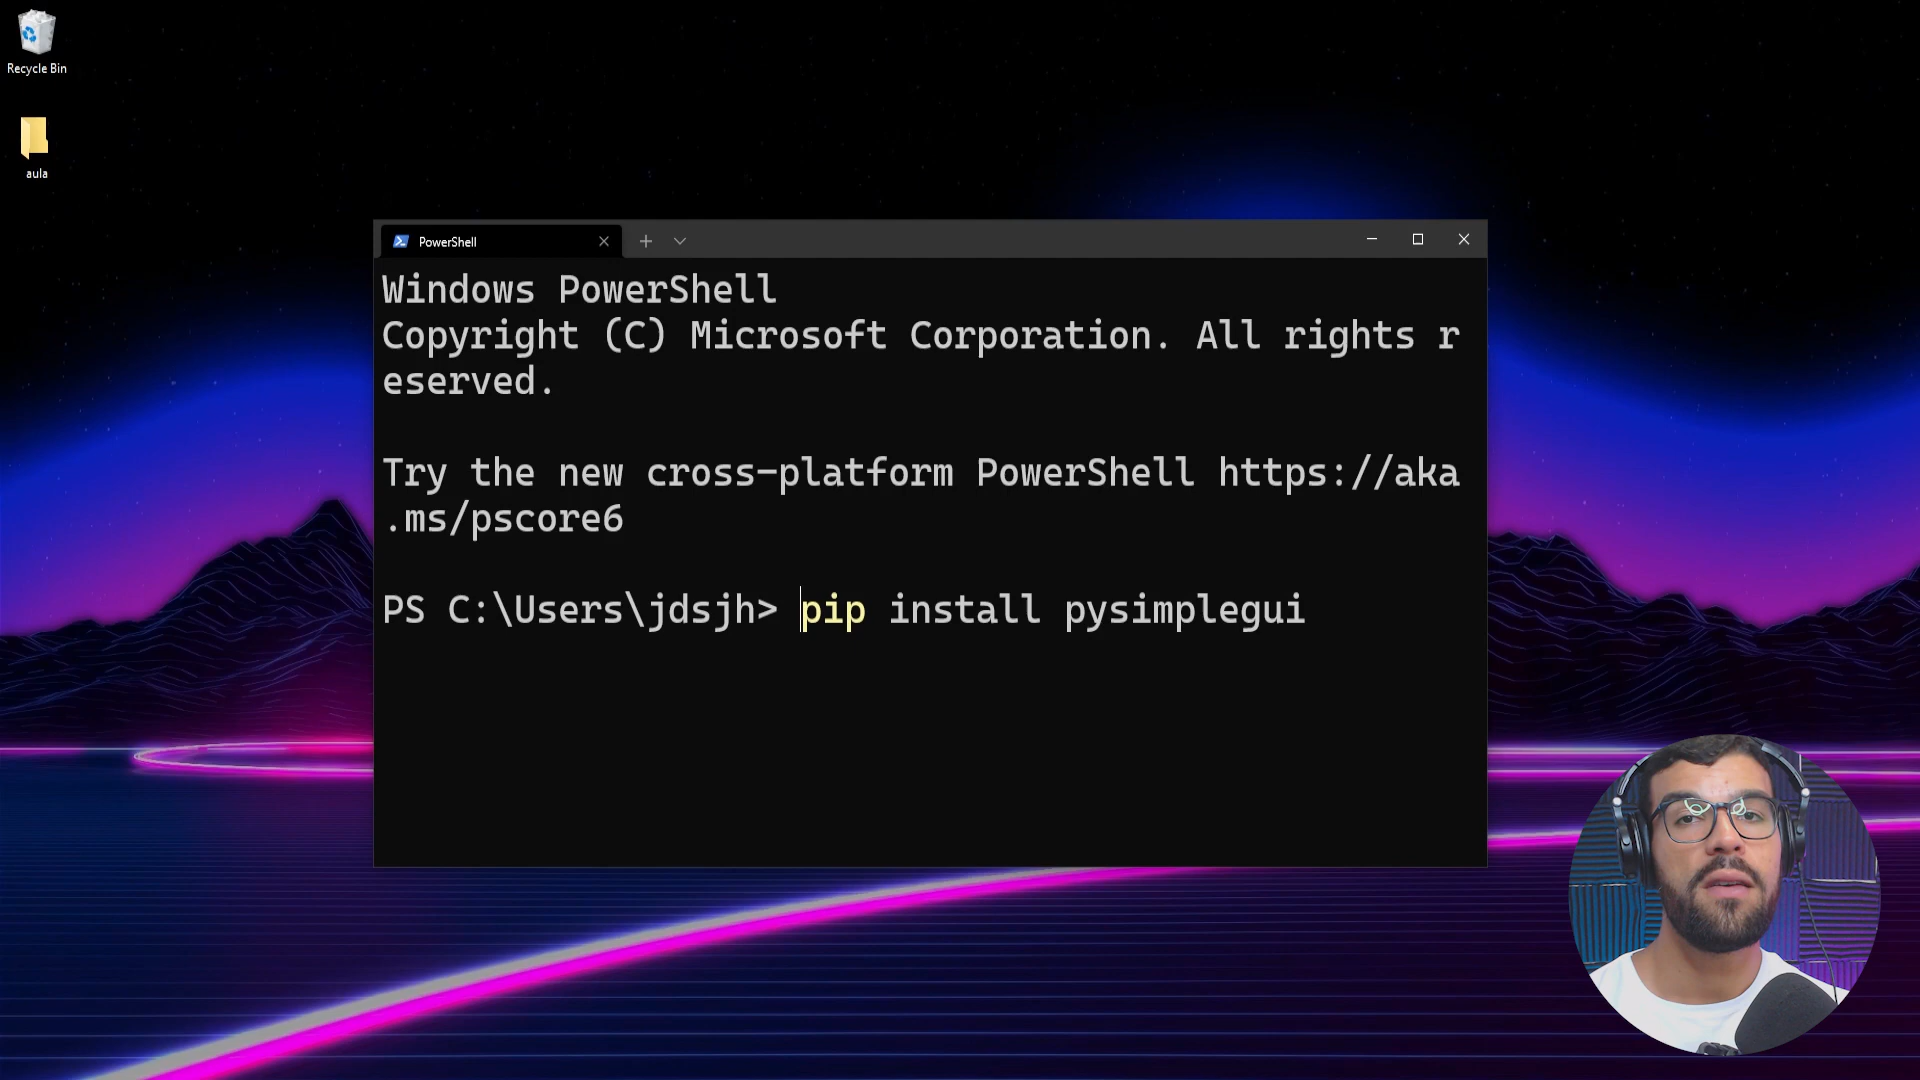 Recycle Bin
aula
PowerShell
Windows PowerShell
Copyright (C) Microsoft Corporation. All rights r
eserved.
Try the new cross-platform PowerShell https://aka
.ms/pscore6
PS C:\Users\jdsjh> pip install pysimplegui